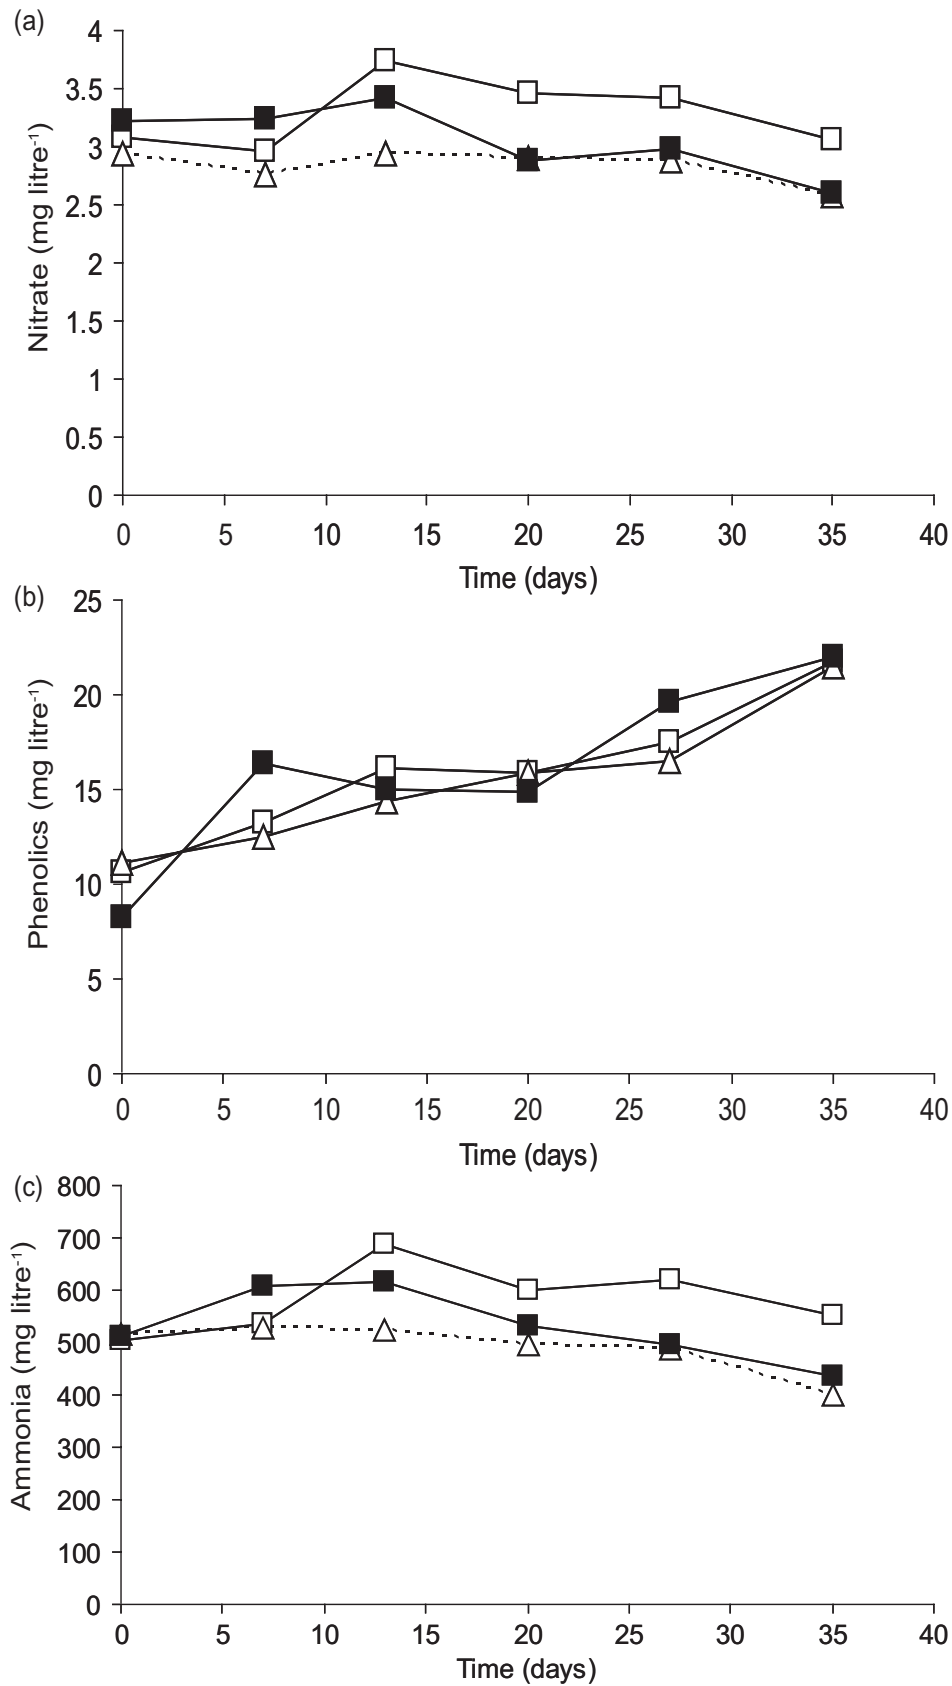 (a)
4
3.5
3
2.5
2
1.5
1
0.5
0
Nitrate (mg litre⁻¹)
0 5 10 15 20 25 30 35 40
Time (days)
(b)
25
20
15
10
5
0
Phenolics (mg litre⁻¹)
0 5 10 15 20 25 30 35 40
Time (days)
(c)
800
700
600
500
400
300
200
100
0
Ammonia (mg litre⁻¹)
0 5 10 15 20 25 30 35 40
Time (days)